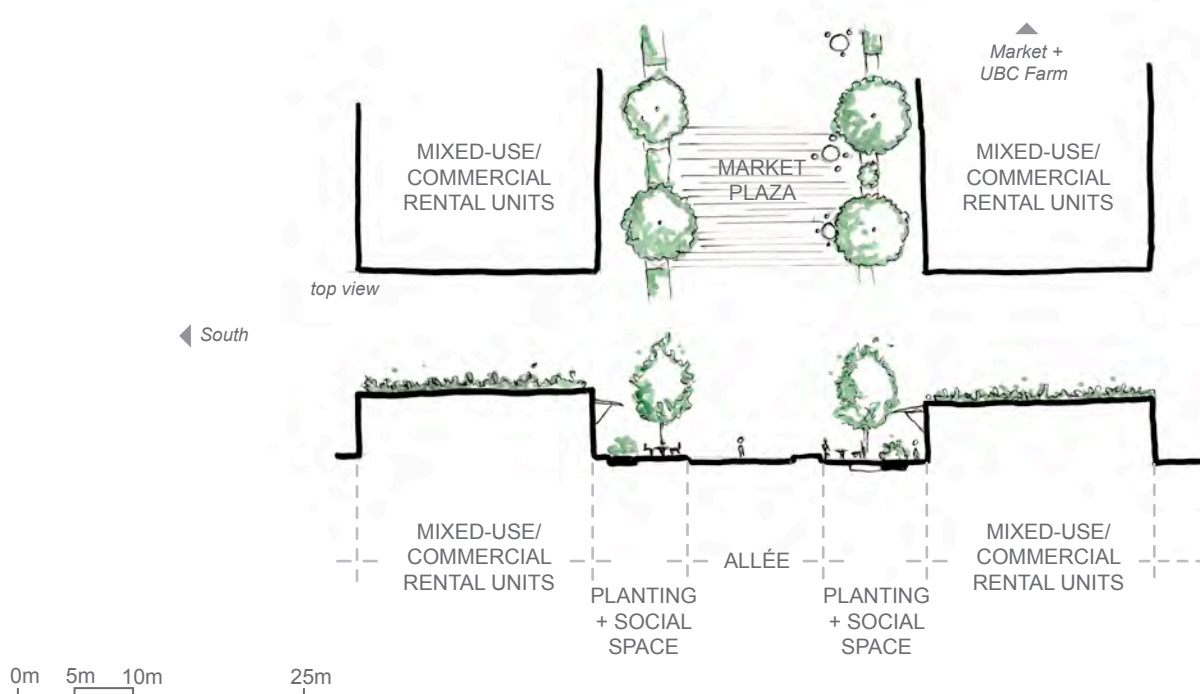 Market +
UBC Farm
MIXED-USE/
COMMERCIAL
RENTAL UNITS
MARKET
PLAZA
MIXED-USE/
COMMERCIAL
RENTAL UNITS
top view
South
MIXED-USE/
COMMERCIAL
RENTAL UNITS
ALLÉE
MIXED-USE/
COMMERCIAL
RENTAL UNITS
PLANTING
+ SOCIAL
SPACE
PLANTING
+ SOCIAL
SPACE
0m 5m 10m 25m